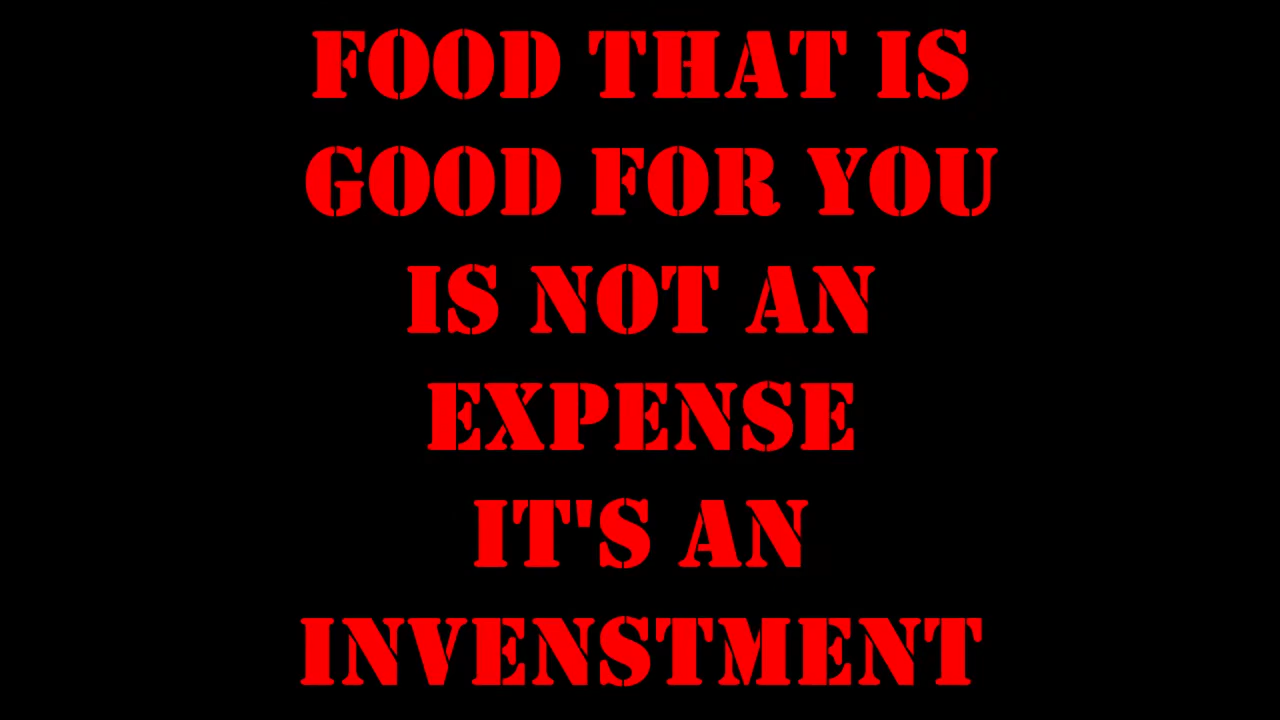 FOOD THAT IS
GOOD FOR YOU
IS NOT AN
EXPENSE
IT'S AN
INVENSTMENT